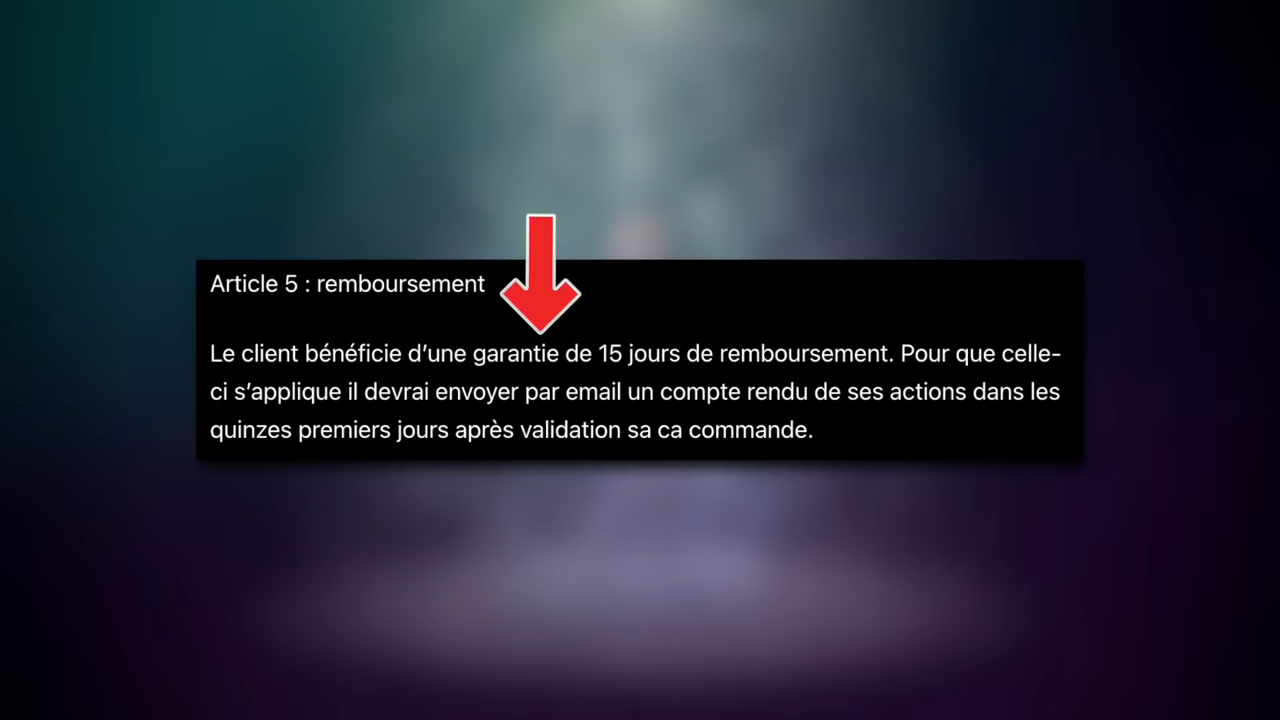 Article 5 : remboursement
Le client bénéficie d’une garantie de 15 jours de remboursement. Pour que celle-
ci s’applique il devrai envoyer par email un compte rendu de ses actions dans les
quinzes premiers jours après validation sa ca commande.